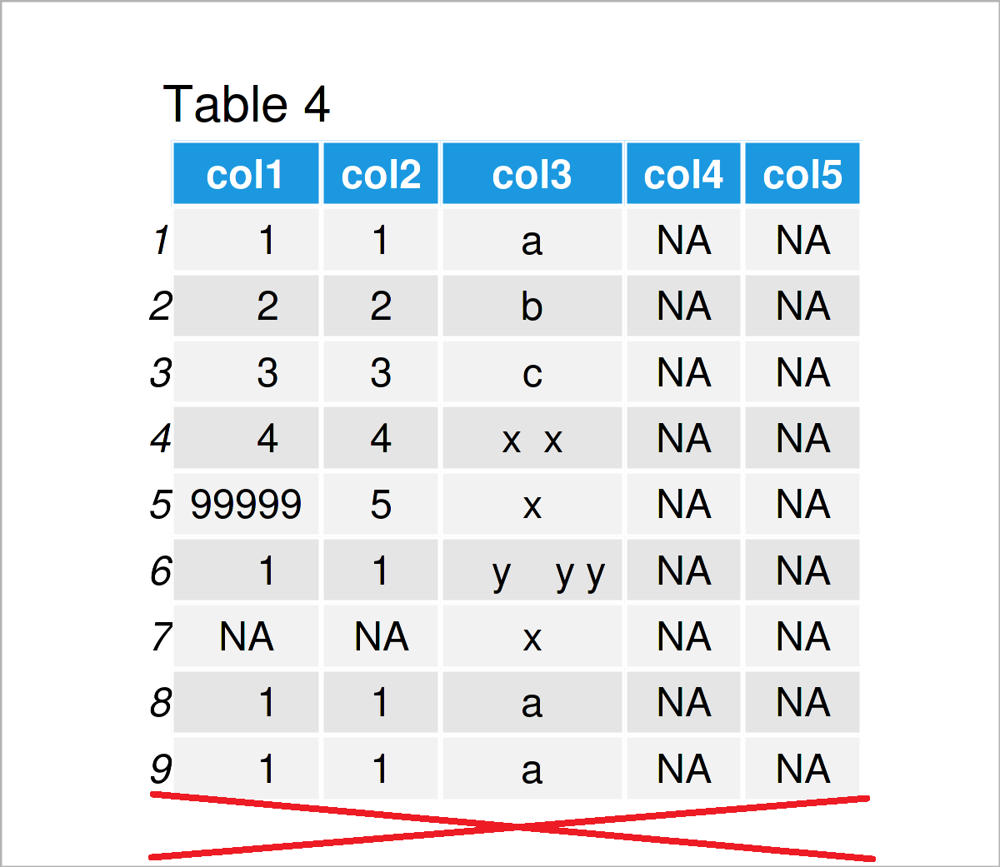 Table 4
col1 col2 col3 col4 col5
1 1 1 a NA NA
2 2 2 b NA NA
3 3 3 c NA NA
4 4 4 x  x NA NA
5 99999 5 x NA NA
6 1 1 y   y y NA NA
7 NA NA x NA NA
8 1 1 a NA NA
9 1 1 a NA NA